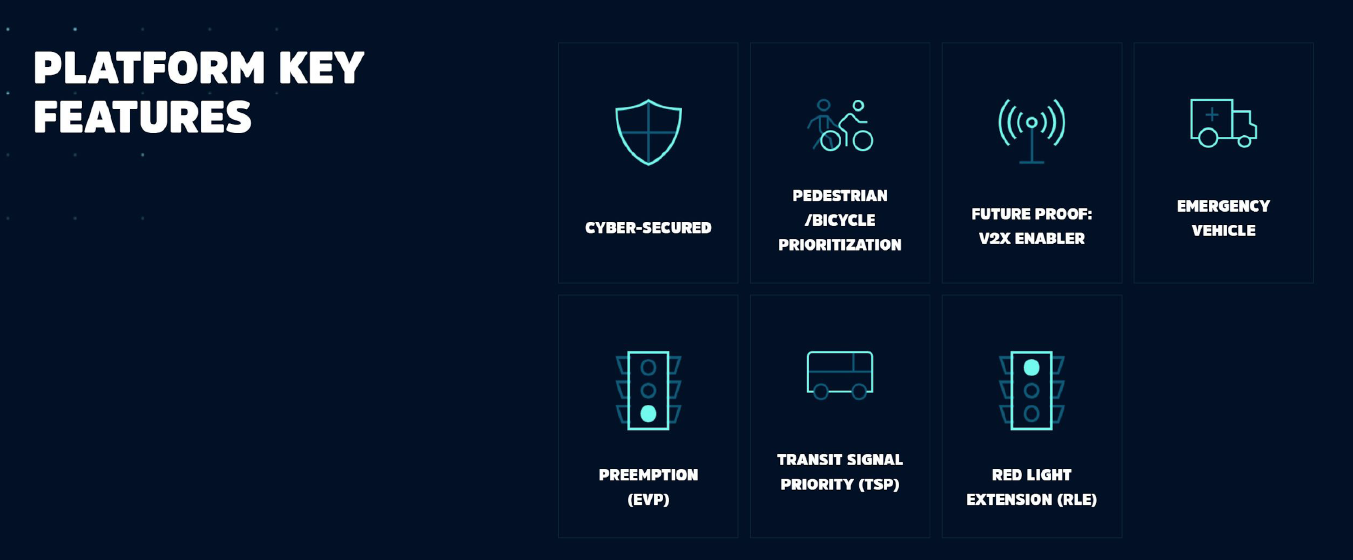 PLATFORM KEY
FEATURES
CYBER-SECURED
PEDESTRIAN
/BICYCLE
PRIORITIZATION
FUTURE PROOF:
V2X ENABLER
EMERGENCY
VEHICLE
PREEMPTION
(EVP)
TRANSIT SIGNAL
PRIORITY (TSP)
RED LIGHT
EXTENSION (RLE)